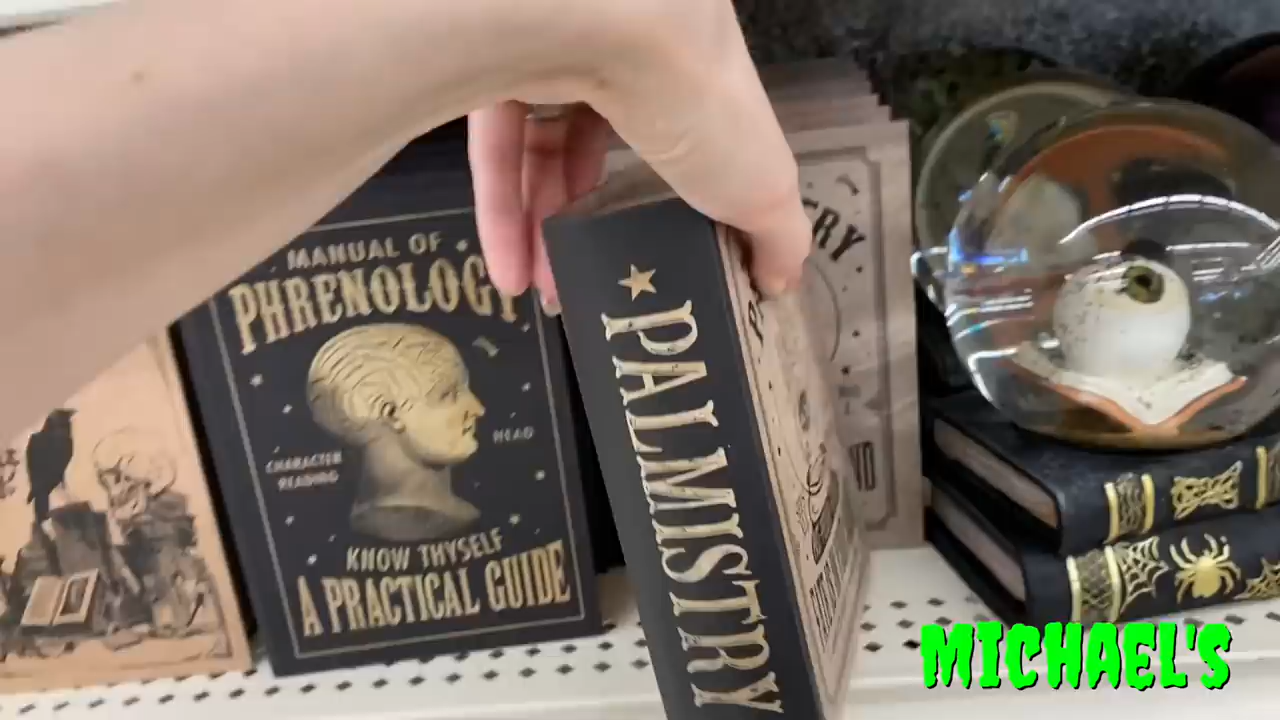 MANUAL OF
PHRENOLOGY
CHARACTER
READING
HEAD
KNOW THYSELF
A PRACTICAL GUIDE
PALMISTRY
MICHAEL'S